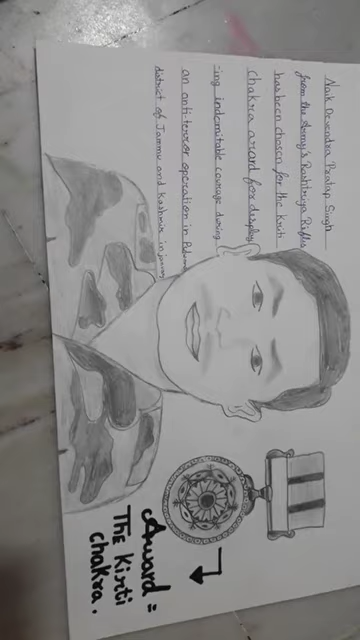 Naik Devendra Pratap Singh
from the Army's Rashtriya Rifles
has been chosen for the Kirti
Chakra award for display
-ing indomitable courage during
an anti-terror operation in
district of Jammu and Kashmir in
Award =
The Kirti
chakra.